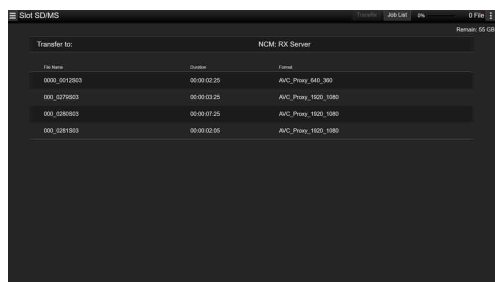 Slot SD/MS Transfer Job List 0% 0 File
Remain: 55 GB
Transfer to: NCM: RX Server
File Name Duration Format
0000_0012S03 00:00:02:25 AVC_Proxy_640_360
000_0279S03 00:00:03:25 AVC_Proxy_1920_1080
000_0280S03 00:00:07:25 AVC_Proxy_1920_1080
000_0281S03 00:00:02:05 AVC_Proxy_1920_1080